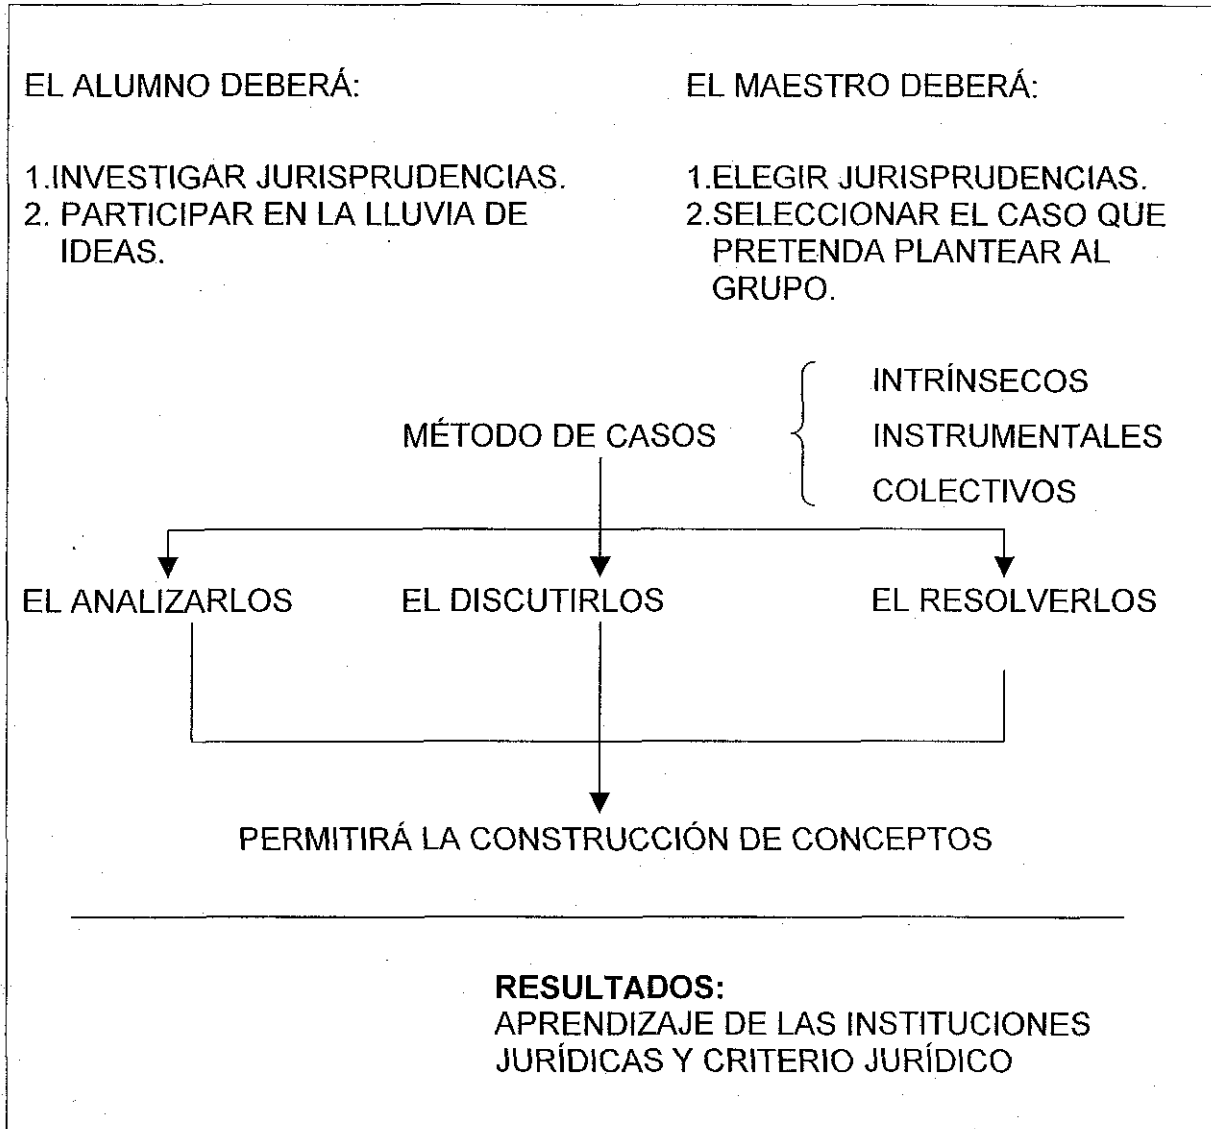 EL ALUMNO DEBERÁ:
1.INVESTIGAR JURISPRUDENCIAS.
2. PARTICIPAR EN LA LLUVIA DE
IDEAS.
EL MAESTRO DEBERÁ:
1.ELEGIR JURISPRUDENCIAS.
2.SELECCIONAR EL CASO QUE
PRETENDA PLANTEAR AL
GRUPO.
MÉTODO DE CASOS
INTRÍNSECOS
INSTRUMENTALES
COLECTIVOS
EL ANALIZARLOS
EL DISCUTIRLOS
EL RESOLVERLOS
PERMITIRÁ LA CONSTRUCCIÓN DE CONCEPTOS
RESULTADOS:
APRENDIZAJE DE LAS INSTITUCIONES
JURÍDICAS Y CRITERIO JURÍDICO